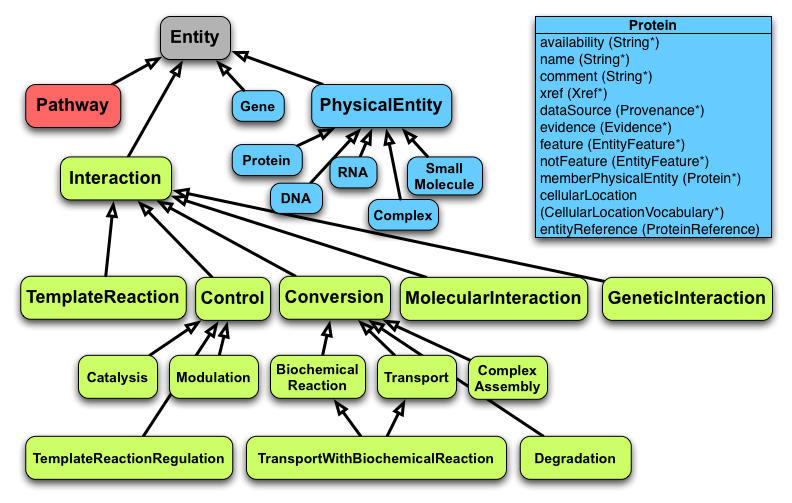 Entity
Protein
availability (String*)
name (String*)
comment (String*)
xref (Xref*)
dataSource (Provenance*)
evidence (Evidence*)
feature (EntityFeature*)
notFeature (EntityFeature*)
memberPhysicalEntity (Protein*)
cellularLocation
(CellularLocationVocabulary*)
entityReference (ProteinReference)
Pathway
Gene
PhysicalEntity
Protein
DNA
RNA
Complex
Small
Molecule
Interaction
TemplateReaction
Control
Conversion
MolecularInteraction
GeneticInteraction
Catalysis
Modulation
Biochemical
Reaction
Transport
Complex
Assembly
TemplateReactionRegulation
TransportWithBiochemicalReaction
Degradation